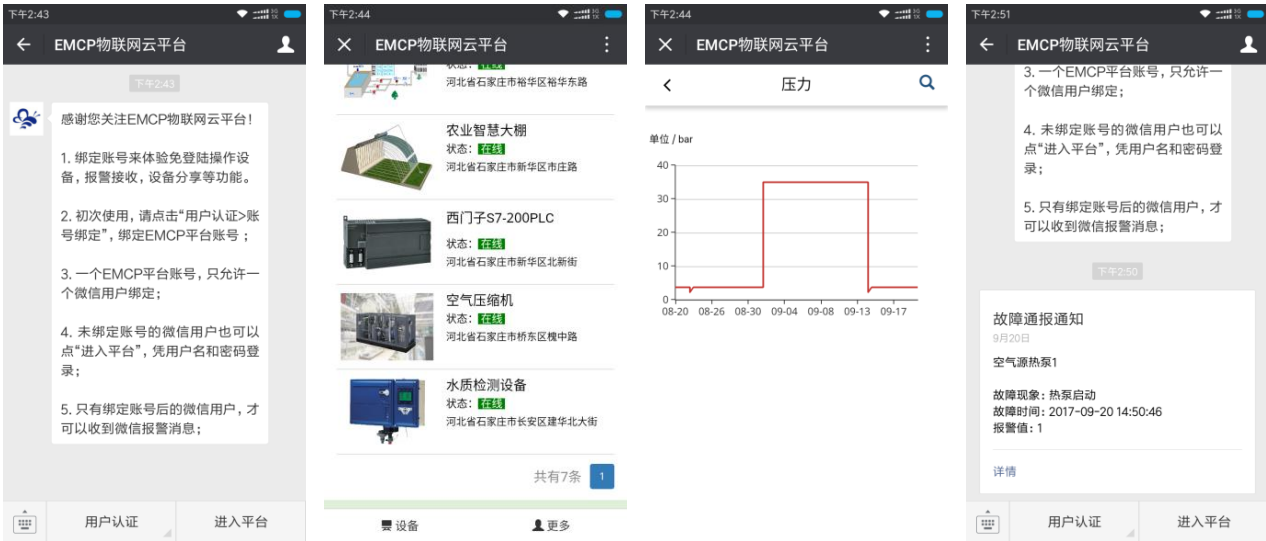 下午2:43
EMCP物联网云平台
下午2:43
感谢您关注EMCP物联网云平台！
1. 绑定账号来体验免登陆操作设
备，报警接收，设备分享等功能。
2. 初次使用，请点击“用户认证>账
号绑定”，绑定EMCP平台账号；
3. 一个EMCP平台账号，只允许一
个微信用户绑定；
4. 未绑定账号的微信用户也可以
点“进入平台”，凭用户名和密码登
录；
5. 只有绑定账号后的微信用户，才
可以收到微信报警消息；
用户认证
进入平台
下午2:44
EMCP物联网云平台
状态：在线
河北省石家庄市裕华区裕华东路
农业智慧大棚
状态：在线
河北省石家庄市新华区市庄路
西门子S7-200PLC
状态：在线
河北省石家庄市新华区北新街
空气压缩机
状态：在线
河北省石家庄市桥东区槐中路
水质检测设备
状态：在线
河北省石家庄市长安区建华北大街
共有7条 1
设备
更多
下午2:44
EMCP物联网云平台
压力
单位 / bar
40
30
20
10
0
08-20 08-26 08-30 09-04 09-08 09-13 09-17
下午2:51
EMCP物联网云平台
3. 一个EMCP平台账号，只允许一
个微信用户绑定；
4. 未绑定账号的微信用户也可以
点“进入平台”，凭用户名和密码登
录；
5. 只有绑定账号后的微信用户，才
可以收到微信报警消息；
下午2:50
故障通报通知
9月20日
空气源热泵1
故障现象：热泵启动
故障时间：2017-09-20 14:50:46
报警值：1
详情
用户认证
进入平台